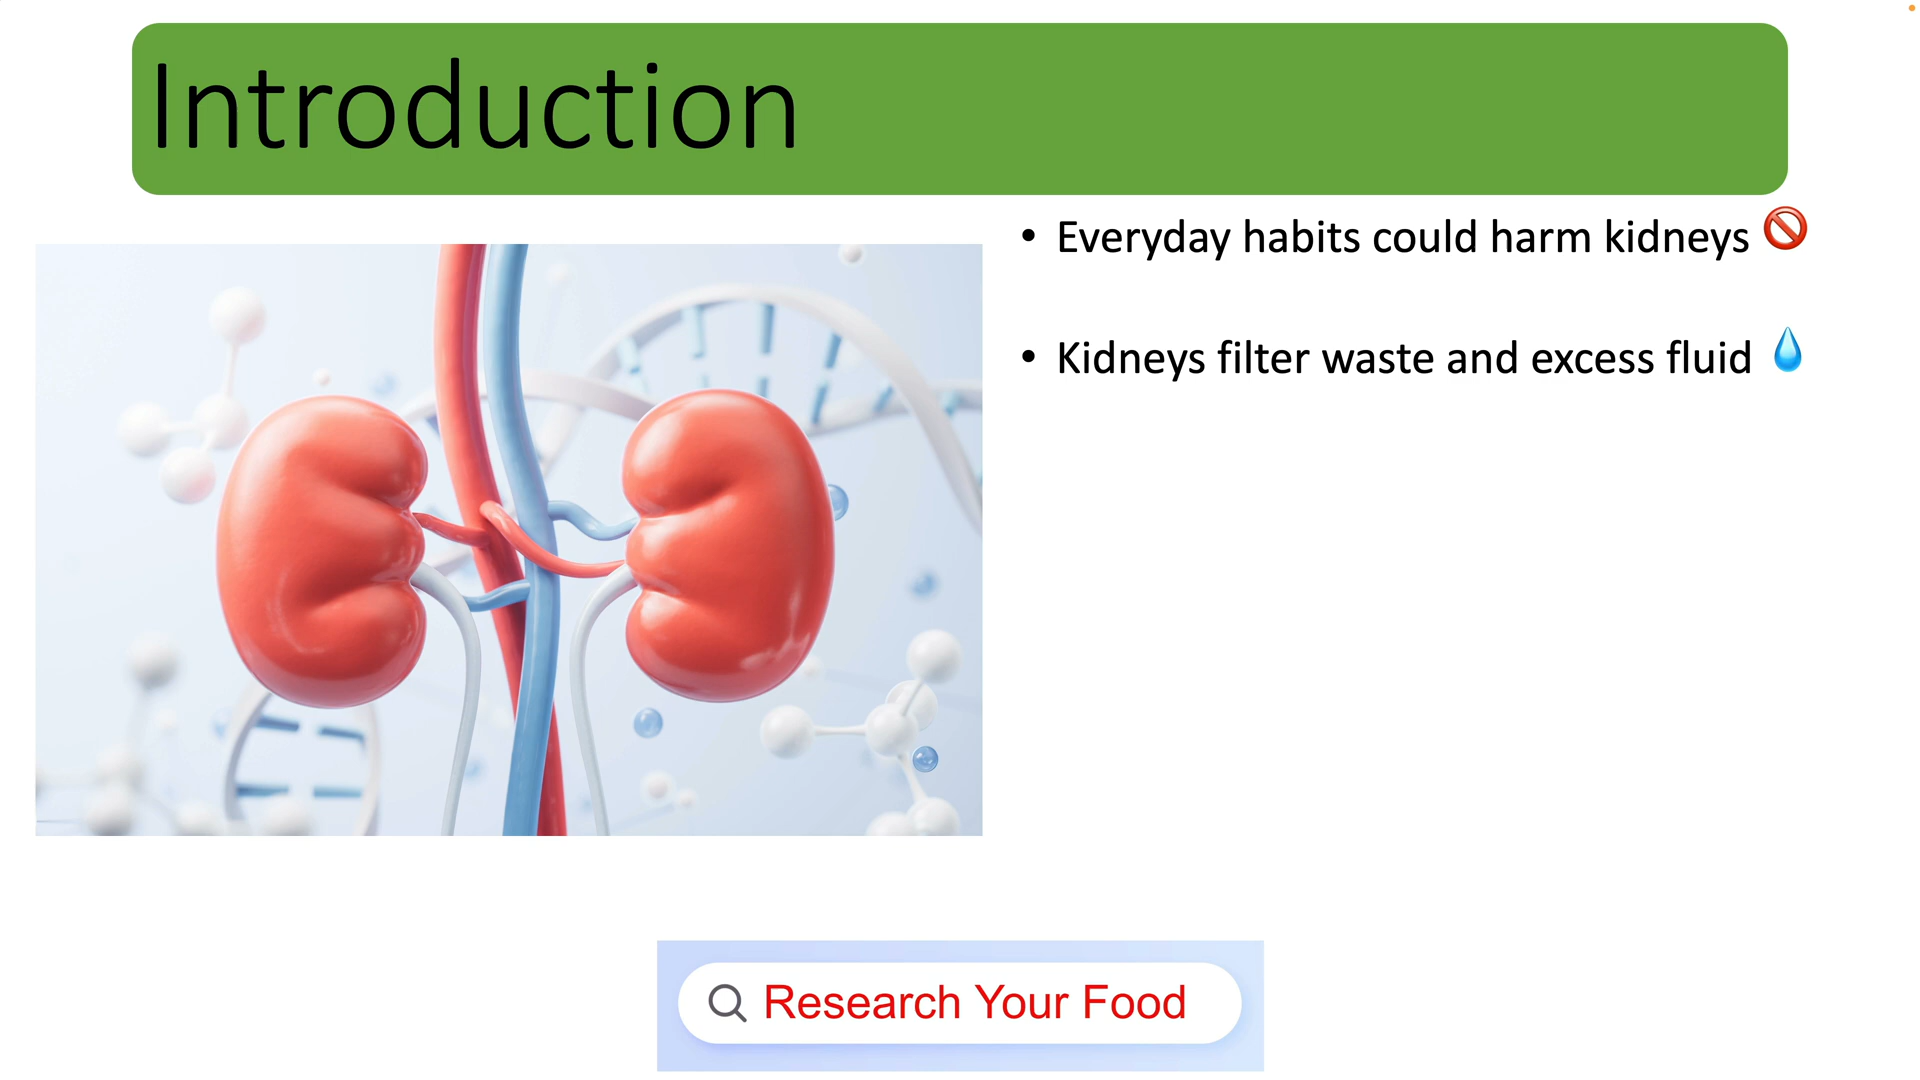 Introduction
• Everyday habits could harm kidneys 🚫
• Kidneys filter waste and excess fluid 💧
Research Your Food